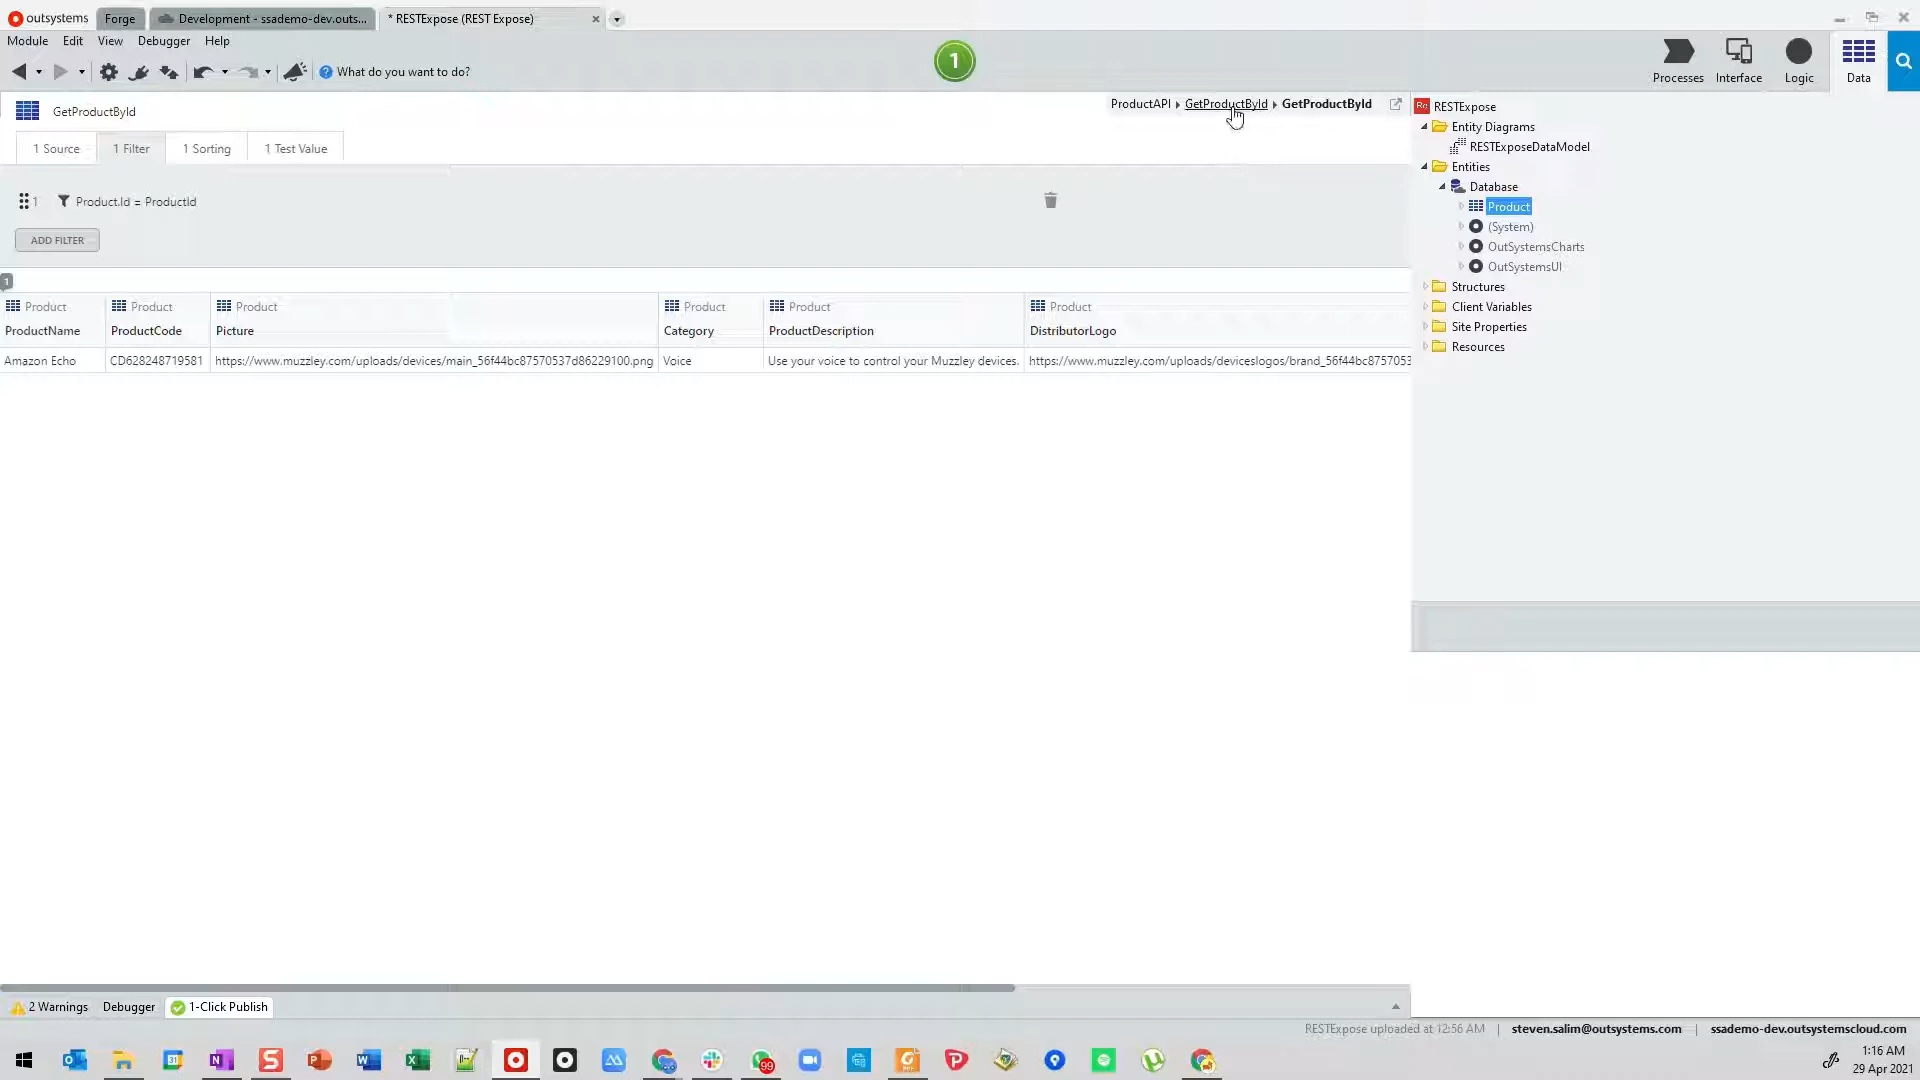 outsystems Forge Development - ssademo-dev.outs... * RESTExpose (REST Expose)
Module Edit View Debugger Help
1
What do you want to do?
Processes Interface Logic Data
GetProductById
ProductAPI GetProductById GetProductById
1 Source 1 Filter 1 Sorting 1 Test Value
1 Product.Id = ProductId
ADD FILTER
1
Product Product Product Product Product Product
ProductName ProductCode Picture Category ProductDescription DistributorLogo
Amazon Echo CD628248719581 https://www.muzzley.com/uploads/devices/main_56f44bc87570537d86229100.png Voice Use your voice to control your Muzzley devices. https://www.muzzley.com/uploads/deviceslogos/brand_56f44bc8757053
Re RESTExpose
Entity Diagrams
RESTExposeDataModel
Entities
Database
Product
(System)
OutSystemsCharts
OutSystemsUI
Structures
Client Variables
Site Properties
Resources
2 Warnings Debugger 1-Click Publish
RESTExpose uploaded at 12:56 AM | steven.salim@outsystems.com | ssademo-dev.outsystemscloud.com
99
1:16 AM
29 Apr 2021